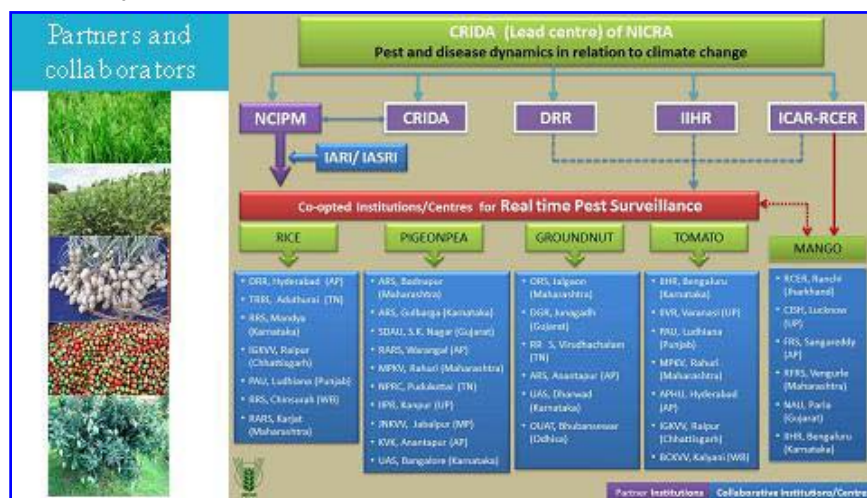 Partners and
collaborators
CRIDA (Lead centre) of NICRA
Pest and disease dynamics in relation to climate change
NCIPM
CRIDA
DRR
IIHR
ICAR-RCER
IARI/ IASRI
Co-opted Institutions/Centres for Real time Pest Surveillance
RICE
PIGEONPEA
GROUNDNUT
TOMATO
MANGO
DRR, Hyderabad (AP)
TRRI, Aduthurai (TN)
RRS, Mandya
(Karnataka)
IGKVV, Raipur
(Chhattisgarh)
PAU, Ludhiana (Punjab)
RRS, Chinsurah (WB)
RARS, Karjat
(Maharashtra)
ARS, Badnapur
(Maharashtra)
ARS, Gulbarga (Karnataka)
SDAU, S.K. Nagar (Gujarat)
RARS, Warangal (AP)
MPKV, Rahuri (Maharashtra)
NPRC, Pudukottai (TN)
IIPR, Kanpur (UP)
JNKVV, Jabalpur (MP)
KVK, Anantapur (AP)
UAS, Bangalore (Karnataka)
ORS, Jalgaon
(Maharashtra)
DGR, Junagadh
(Gujarat)
RR S, Virudhachalam
(TN)
ARS, Anantapur (AP)
UAS, Dharwad
(Karnataka)
OUAT, Bhubaneswar
(Odhisa)
IIHR, Bengaluru
(Karnataka)
IIVR, Varanasi (UP)
PAU, Ludhiana
(Punjab)
MPKV, Rahuri
(Maharashtra)
APHU, Hyderabad
(AP)
IGKVV, Raipur
(Chhattisgarh)
BCKVV, Kalyani (WB)
RCER, Ranchi
(Jharkhand)
CISH, Lucknow
(UP)
FRS, Sangareddy
(AP)
RFRS, Vengurle
(Maharashtra)
NAU, Paria
(Gujarat)
IIHR, Bengaluru
(Karnataka)
Partner Institutions
Collaborative Institutions/Centres